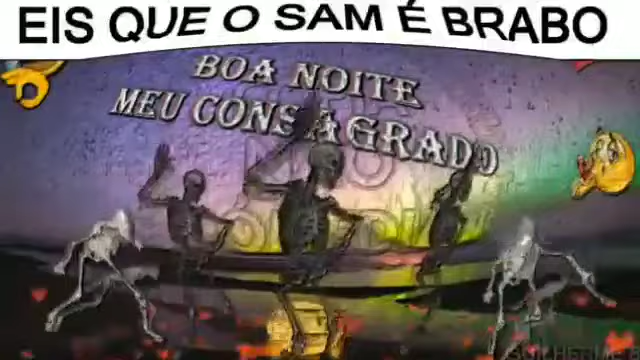 EIS QUE O SAM É BRABO
BOA NOITE
MEU CONSAGRADO